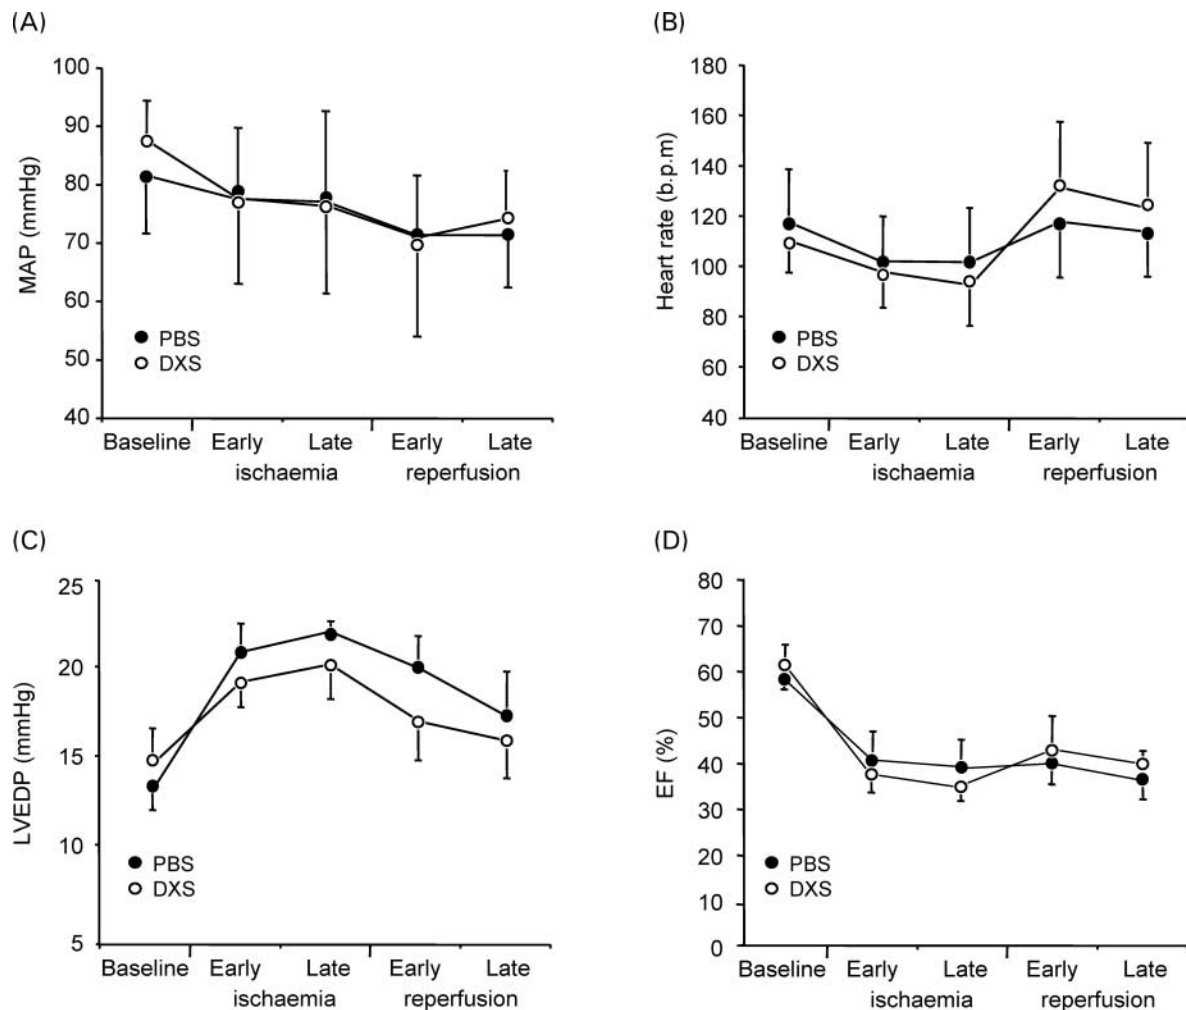 (A)
MAP (mmHg)
100
90
80
70
60
50
40
PBS
DXS
Baseline Early Late Early Late
ischaemia reperfusion
(B)
Heart rate (b.p.m)
180
160
140
120
100
80
60
40
PBS
DXS
Baseline Early Late Early Late
ischaemia reperfusion
(C)
LVEDP (mmHg)
25
20
15
10
5
PBS
DXS
Baseline Early Late Early Late
ischaemia reperfusion
(D)
EF (%)
80
70
60
50
40
30
20
10
0
PBS
DXS
Baseline Early Late Early Late
ischaemia reperfusion